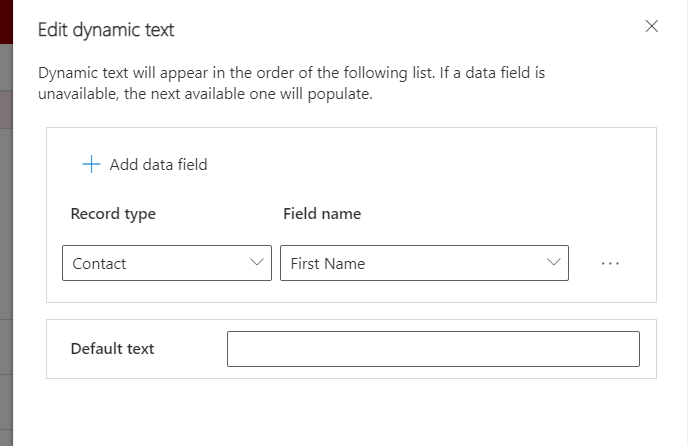 Edit dynamic text
Dynamic text will appear in the order of the following list. If a data field is
unavailable, the next available one will populate.
Add data field
Record type Field name
Contact First Name
Default text